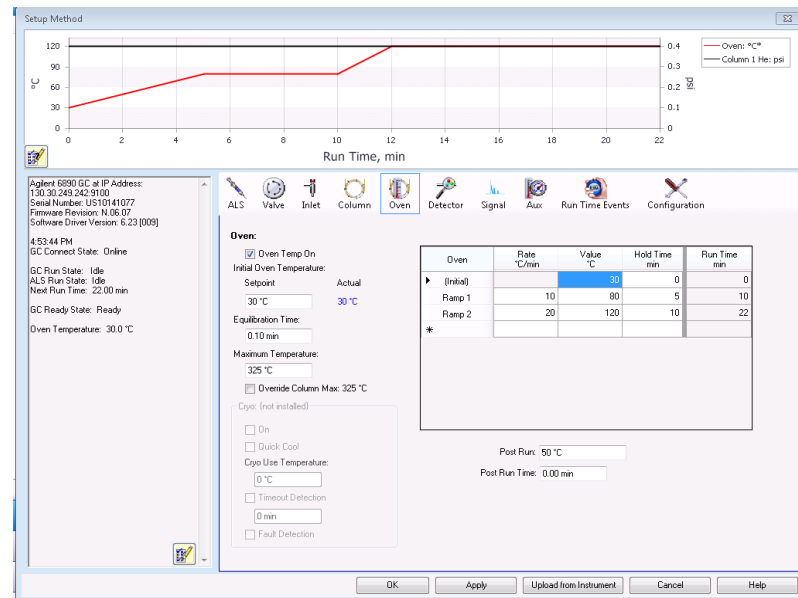 Setup Method
120
90
60
30
0
°C
0.4
0.3
0.2
0.1
0
psi
Oven: °C*
Column 1 He: psi
0 2 4 6 8 10 12 14 16 18 20 22
Run Time, min
Agilent 6890 GC at IP Address:
130.30.249.242:9100
Serial Number: US10141077
Firmware Revision: N.06.07
Software Driver Version: 6.23 [009]
4:53:44 PM
GC Connect State: Online
GC Run State: Idle
ALS Run State: Idle
Next Run Time: 22.00 min
GC Ready State: Ready
Oven Temperature: 30.0 °C
ALS Valve Inlet Column Oven Detector Signal Aux Run Time Events Configuration
Oven:
Oven Temp On
Initial Oven Temperature:
Setpoint Actual
30 °C 30 °C
Equilibration Time:
0.10 min
Maximum Temperature:
325 °C
Override Column Max: 325 °C
Cryo: (not installed)
On
Quick Cool
Cryo Use Temperature:
0 °C
Timeout Detection
0 min
Fault Detection
Oven Rate °C/min Value °C Hold Time min Run Time min
(Initial) 30 0 0
Ramp 1 10 80 5 10
Ramp 2 20 120 10 22
*
Post Run: 50 °C
Post Run Time: 0.00 min
OK Apply Upload from Instrument Cancel Help